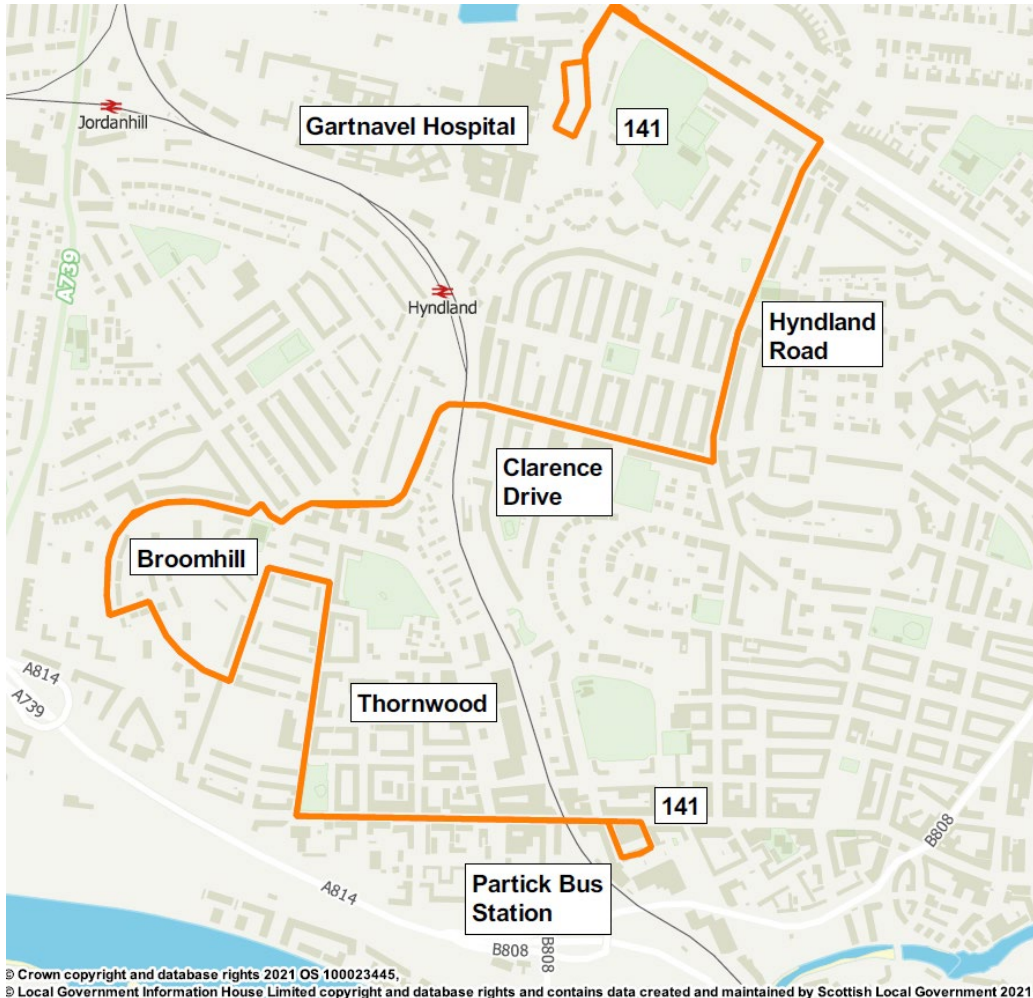 Jordanhill
Gartnavel Hospital
141
A739
Hyndland
Hyndland
Road
Clarence
Drive
Broomhill
A814
A739
Thornwood
141
B808
Partick Bus
Station
A814
B808
B808
© Crown copyright and database rights 2021 OS 100023445,
© Local Government Information House Limited copyright and database rights and contains data created and maintained by Scottish Local Government 2021